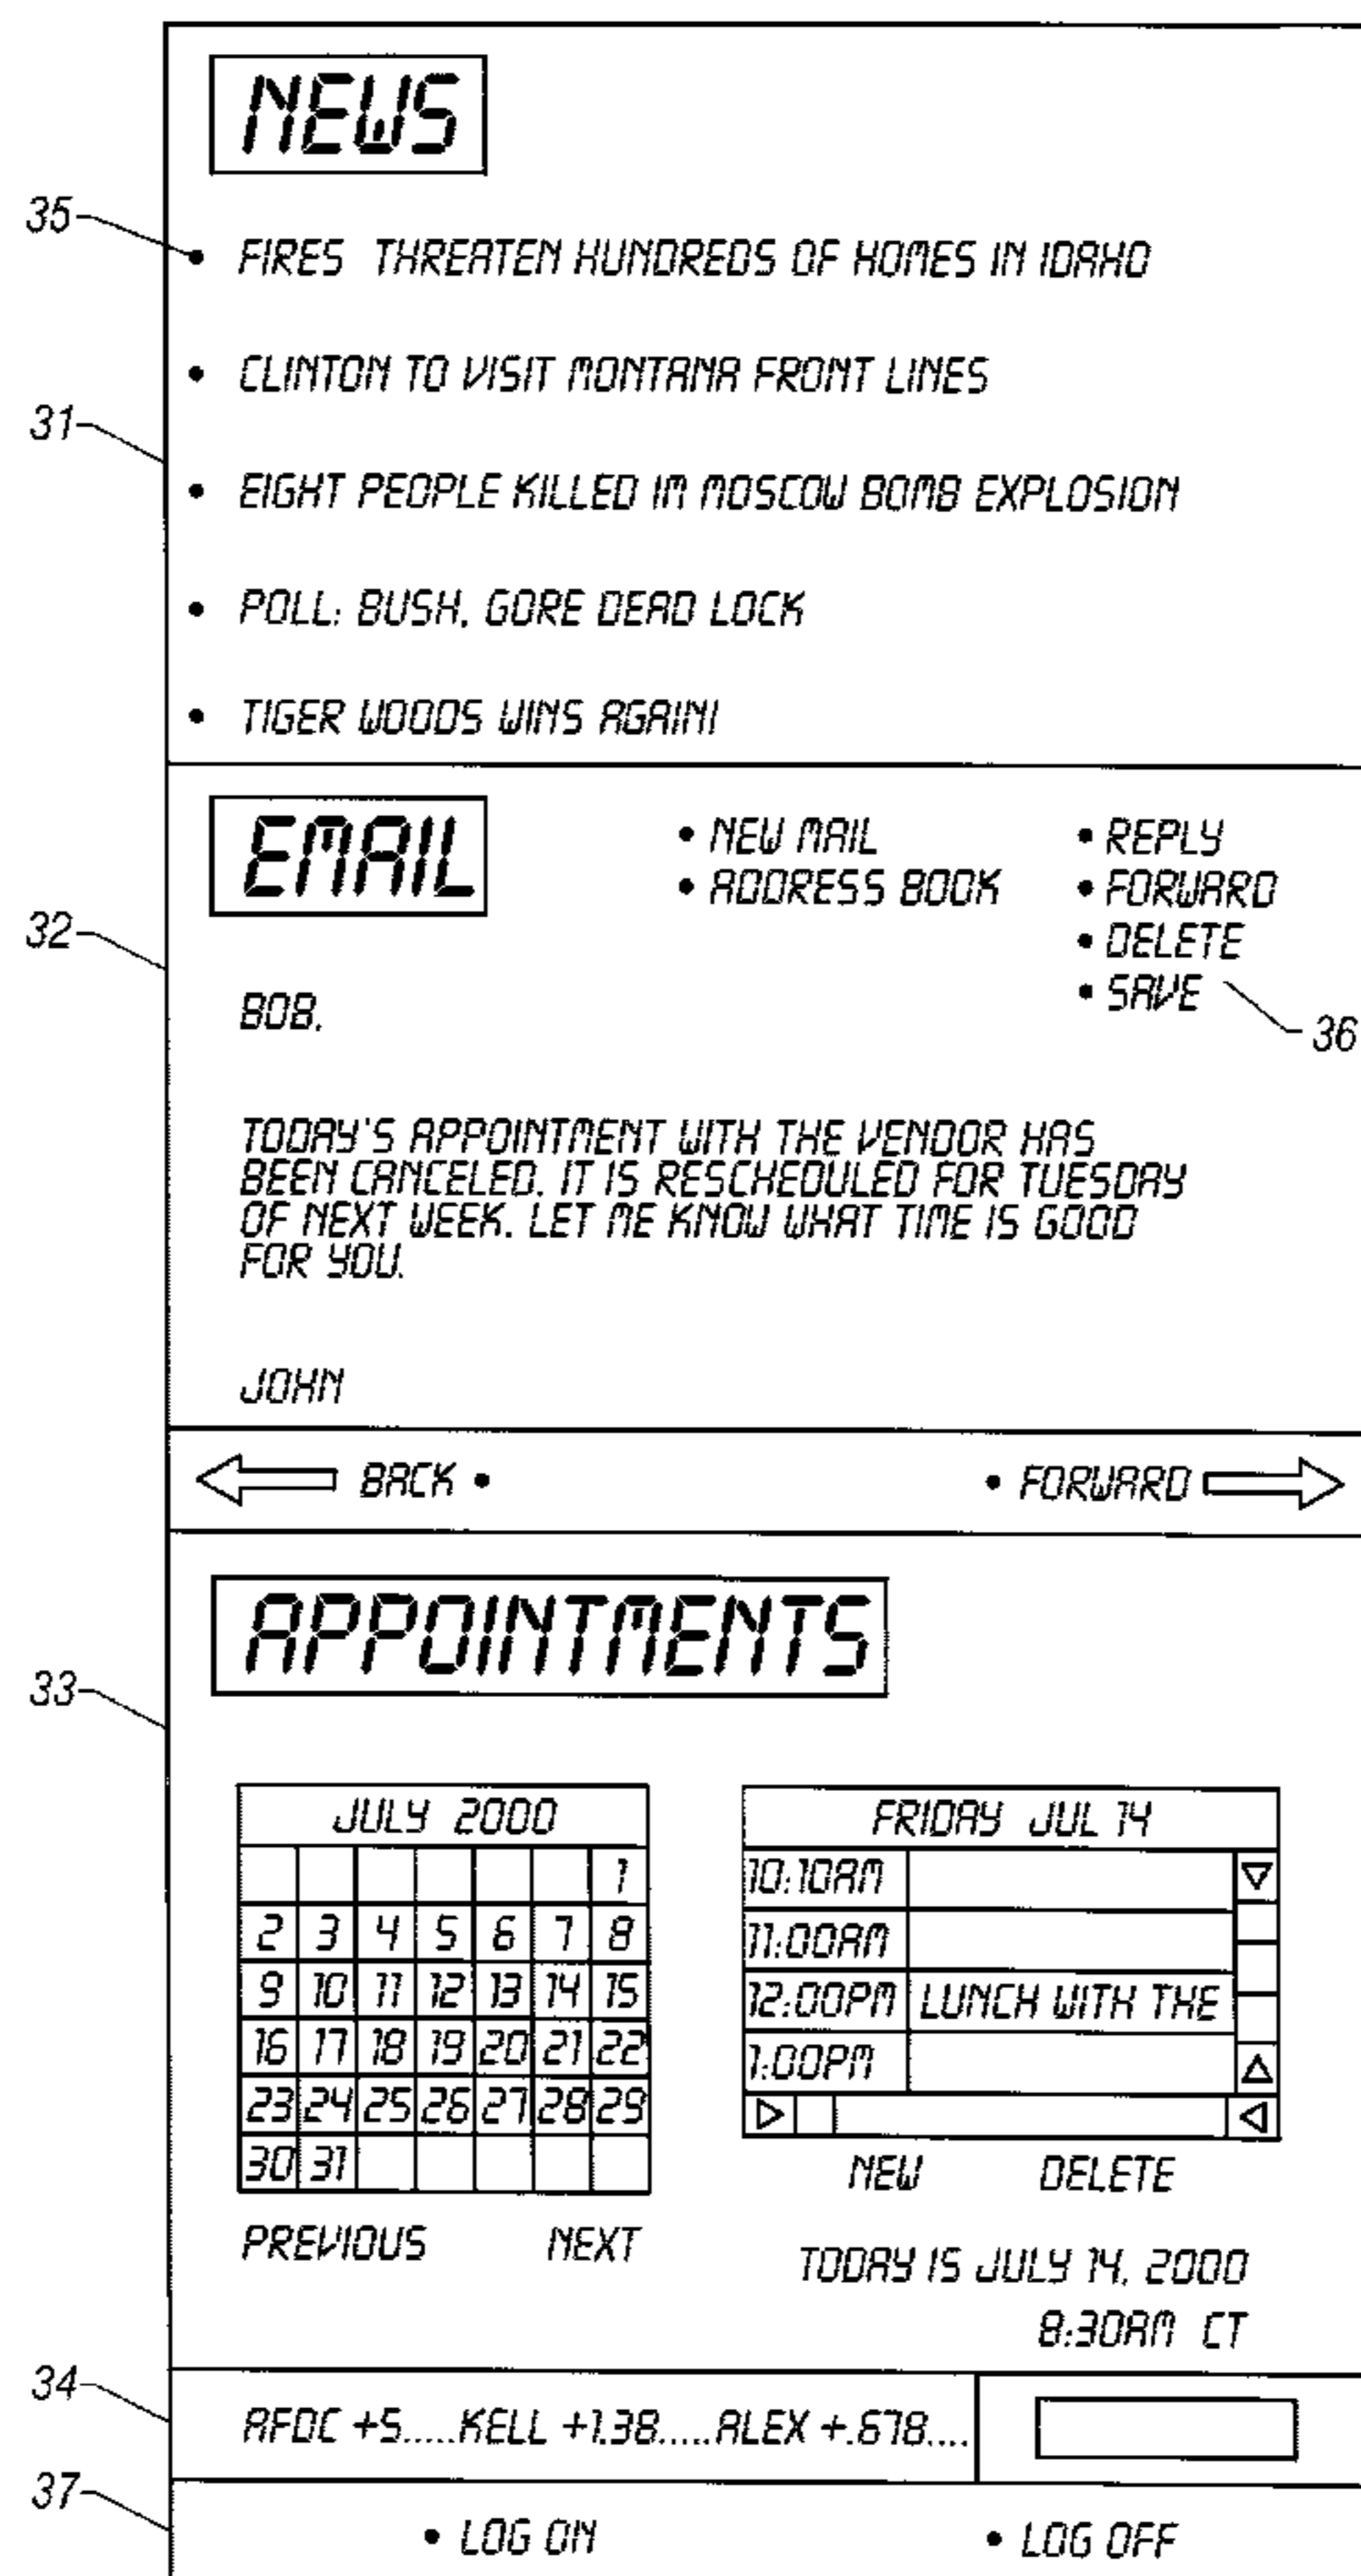 NEWS
35
• FIRES THREATEN HUNDREDS OF HOMES IN IDAHO
• CLINTON TO VISIT MONTANA FRONT LINES
31
• EIGHT PEOPLE KILLED IN MOSCOW BOMB EXPLOSION
• POLL: BUSH, GORE DEAD LOCK
• TIGER WOODS WINS AGAIN!
EMAIL
• NEW MAIL
• ADDRESS BOOK
• REPLY
• FORWARD
• DELETE
• SAVE
36
32
BOB,
TODAY'S APPOINTMENT WITH THE VENDOR HAS
BEEN CANCELED. IT IS RESCHEDULED FOR TUESDAY
OF NEXT WEEK. LET ME KNOW WHAT TIME IS GOOD
FOR YOU.
JOHN
BACK •
• FORWARD
APPOINTMENTS
33
JULY 2000
1
2 3 4 5 6 7 8
9 10 11 12 13 14 15
16 17 18 19 20 21 22
23 24 25 26 27 28 29
30 31
PREVIOUS NEXT
FRIDAY JUL 14
10:10AM
11:00AM
12:00PM LUNCH WITH THE
1:00PM
NEW DELETE
TODAY IS JULY 14, 2000
8:30AM CT
34
AFDC +5.....KELL +1.38.....ALEX +.678....
37
• LOG ON • LOG OFF